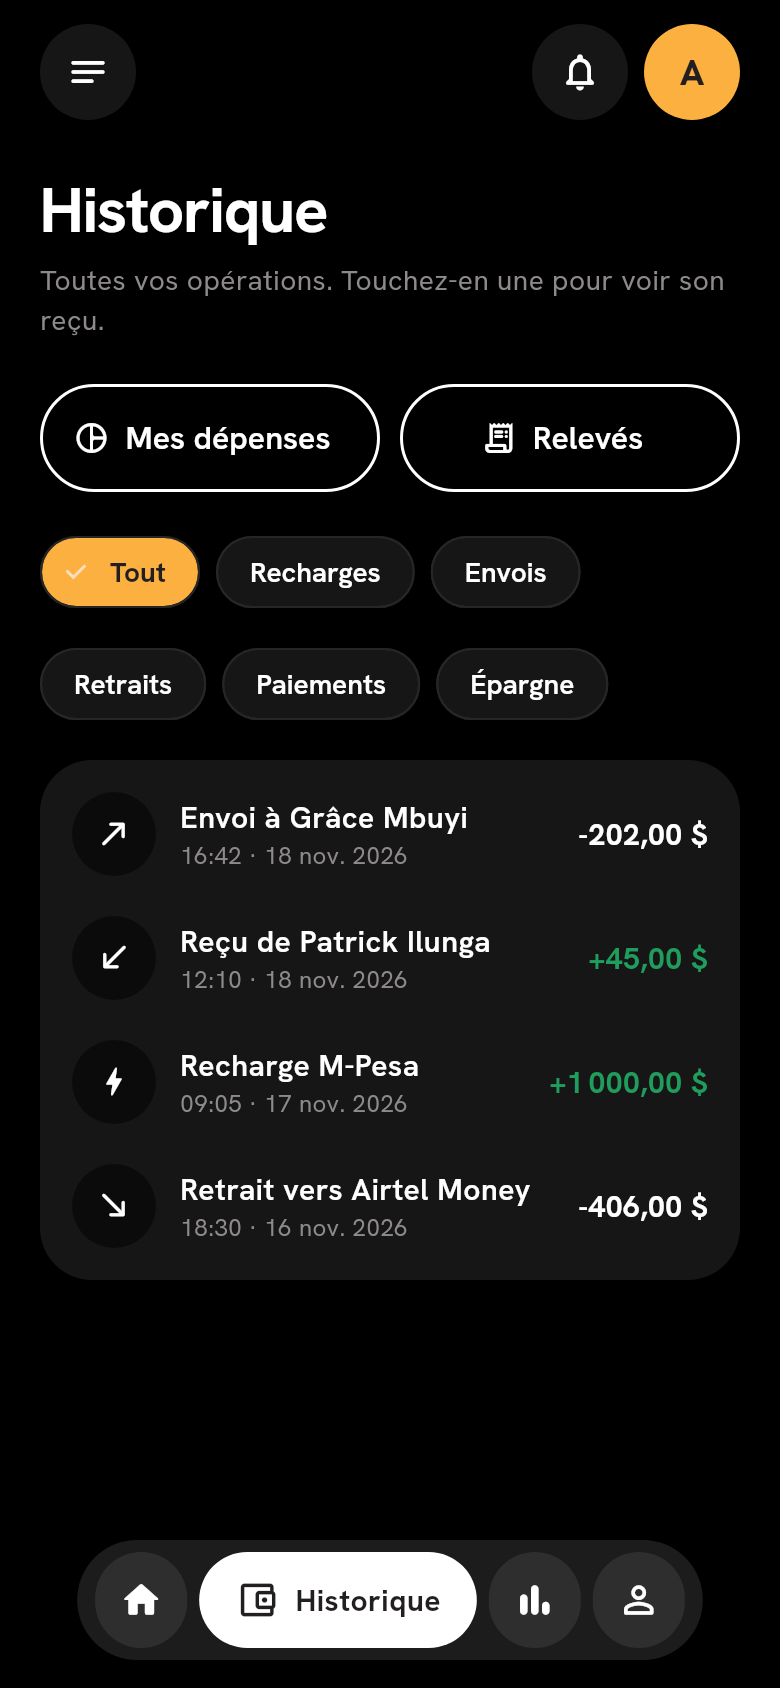 A
Historique
Toutes vos opérations. Touchez-en une pour voir son
reçu.
Mes dépenses
Relevés
Tout
Recharges
Envois
Retraits
Paiements
Épargne
Envoi à Grâce Mbuyi
-202,00 $
16:42 · 18 nov. 2026
Reçu de Patrick Ilunga
+45,00 $
12:10 · 18 nov. 2026
Recharge M-Pesa
+1 000,00 $
09:05 · 17 nov. 2026
Retrait vers Airtel Money
-406,00 $
18:30 · 16 nov. 2026
Historique